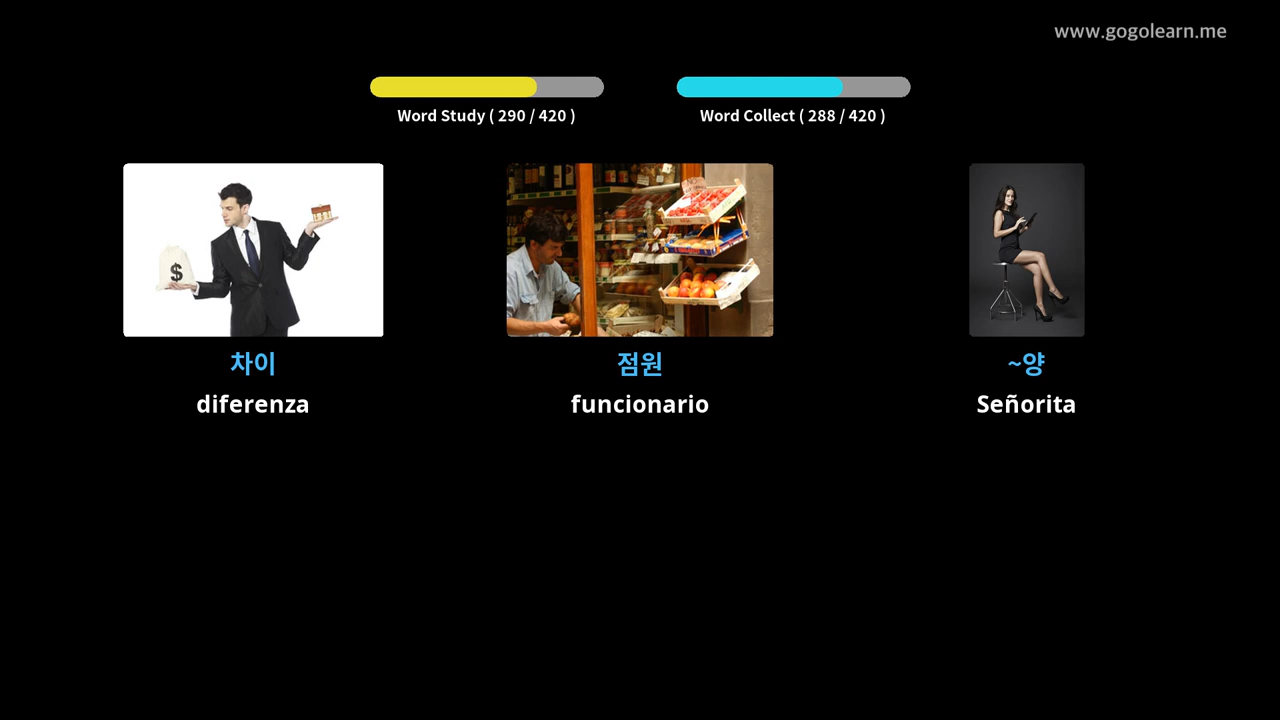 www.gogolearn.me
Word Study ( 290 / 420 )
Word Collect ( 288 / 420 )
$
차이
점원
~양
diferenza
funcionario
Señorita